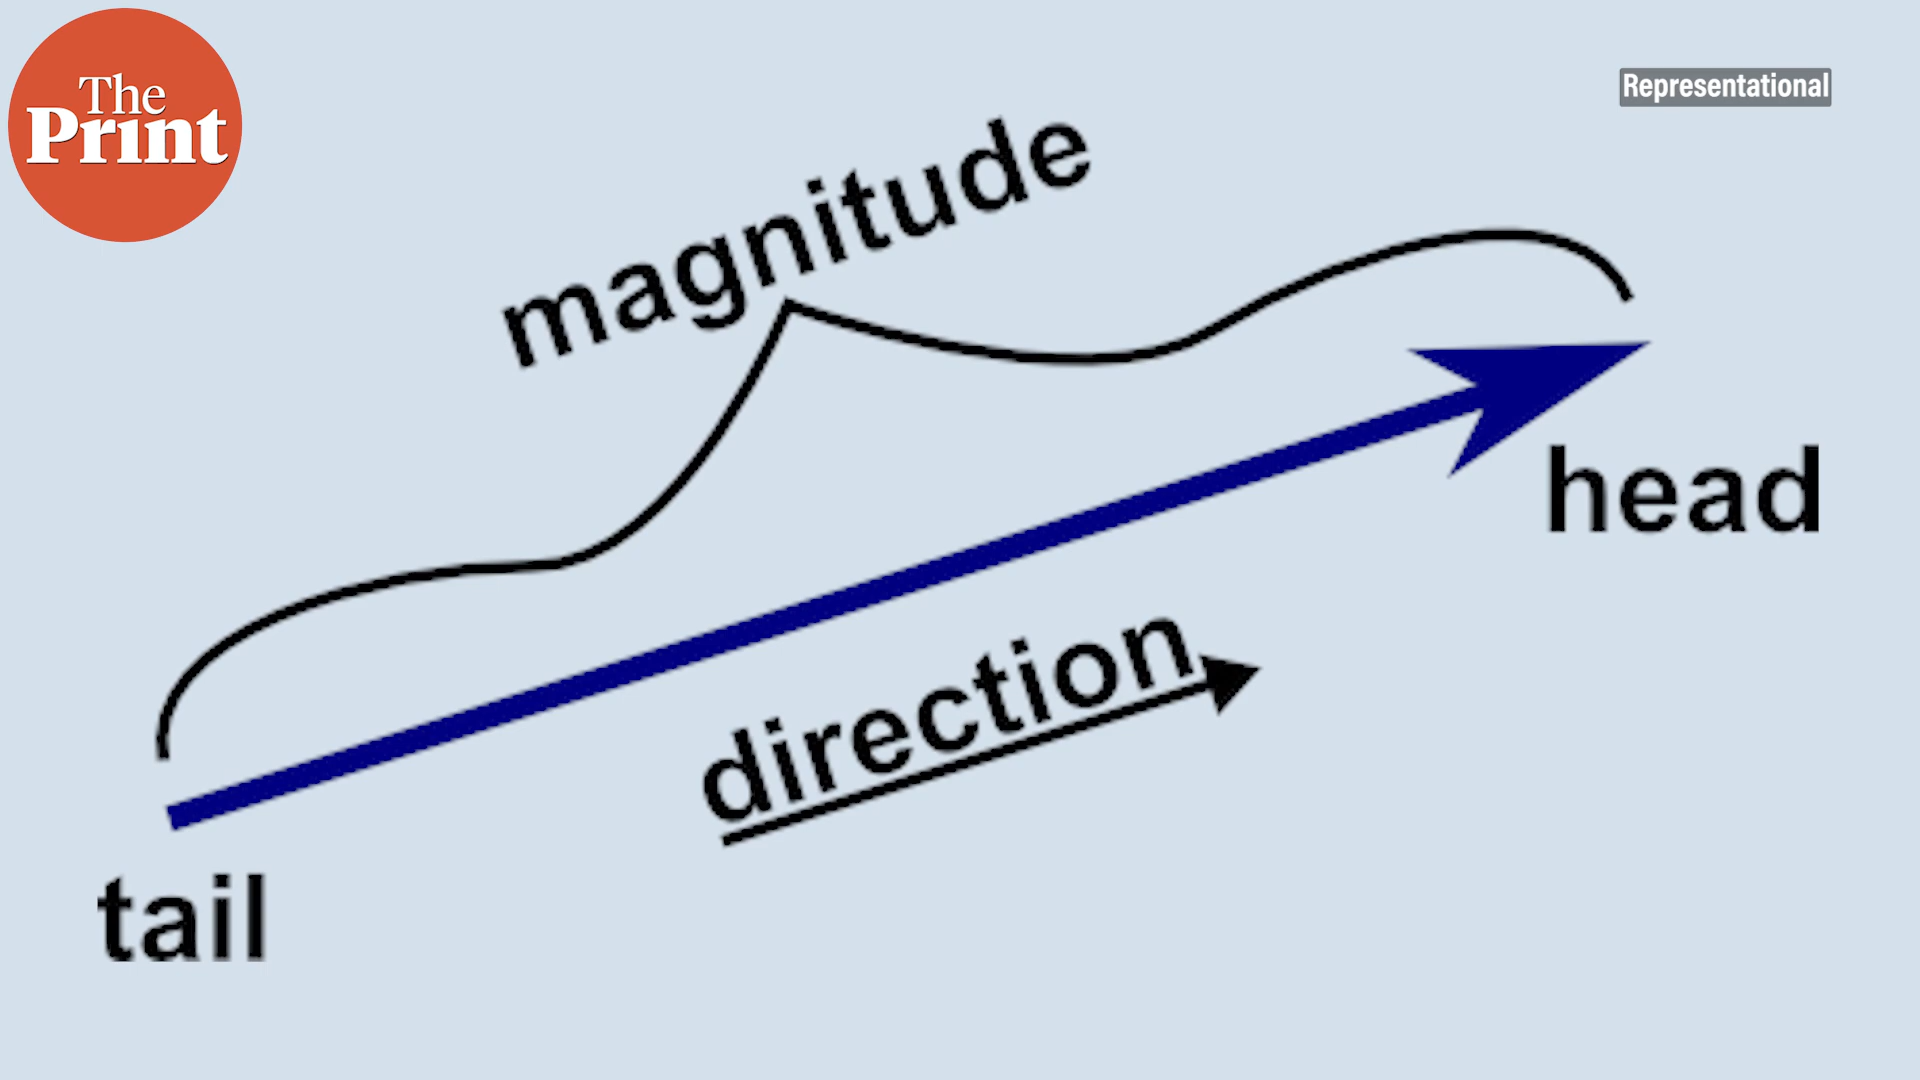 The
Print
Representational
magnitude
head
direction
tail